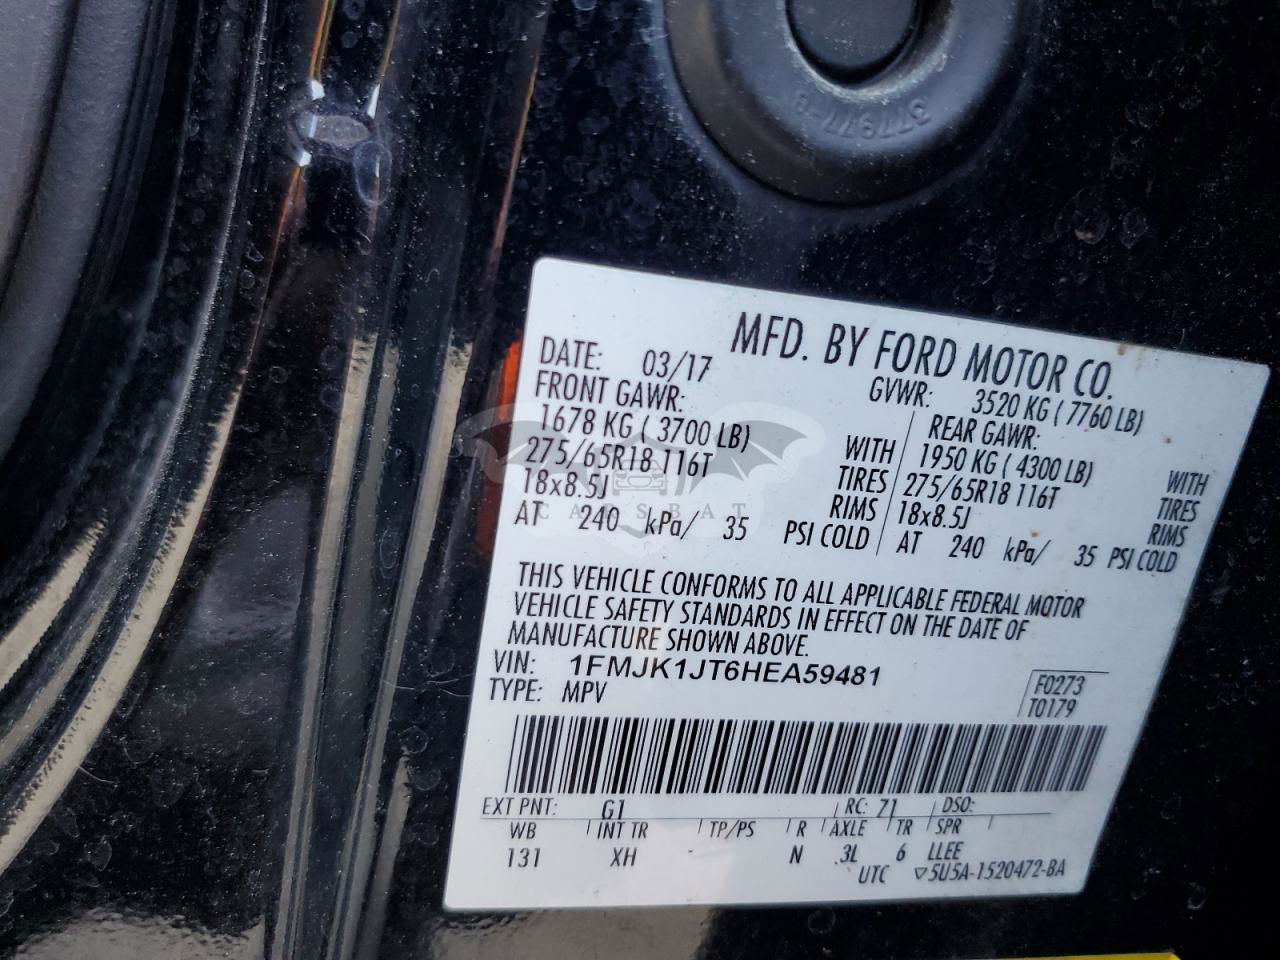 377977-8
MFD. BY FORD MOTOR CO.
DATE: 03/17 GVWR: 3520 KG ( 7760 LB)
FRONT GAWR: REAR GAWR:
1678 KG ( 3700 LB) WITH 1950 KG ( 4300 LB) WITH
275/65R18 116T TIRES 275/65R18 116T TIRES
18x8.5J RIMS 18x8.5J RIMS
AT 240 kPa/ 35 PSI COLD AT 240 kPa/ 35 PSI COLD
CARSBAT
THIS VEHICLE CONFORMS TO ALL APPLICABLE FEDERAL MOTOR
VEHICLE SAFETY STANDARDS IN EFFECT ON THE DATE OF
MANUFACTURE SHOWN ABOVE.
VIN: 1FMJK1JT6HEA59481
TYPE: MPV
F0273
T0179
EXT PNT: G1 RC: 71 DSO:
WB INT TR TP/PS R AXLE TR SPR
131 XH N 3L 6 LLEE
UTC ▽5U5A-1520472-BA